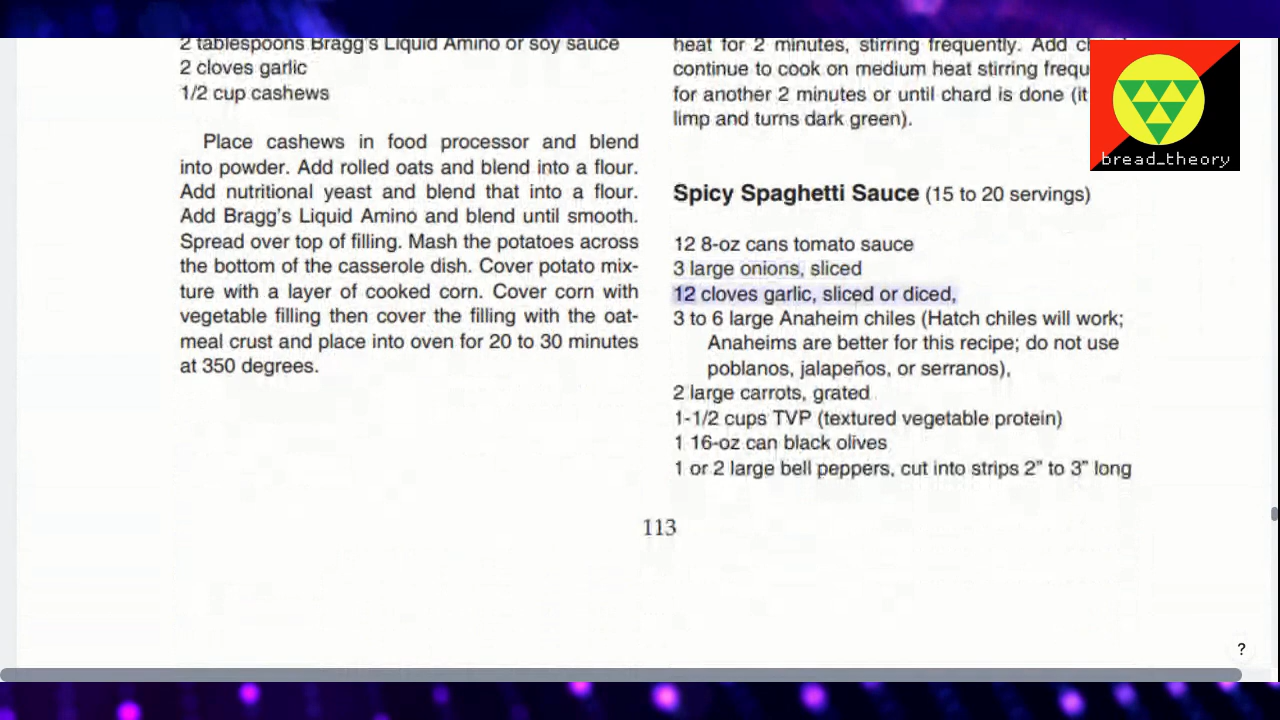 2 tablespoons Bragg's Liquid Amino or soy sauce
2 cloves garlic
1/2 cup cashews
Place cashews in food processor and blend
into powder. Add rolled oats and blend into a flour.
Add nutritional yeast and blend that into a flour.
Add Bragg's Liquid Amino and blend until smooth.
Spread over top of filling. Mash the potatoes across
the bottom of the casserole dish. Cover potato mix-
ture with a layer of cooked corn. Cover corn with
vegetable filling then cover the filling with the oat-
meal crust and place into oven for 20 to 30 minutes
at 350 degrees.
heat for 2 minutes, stirring frequently. Add
continue to cook on medium heat stirring
for another 2 minutes or until chard is done (it
limp and turns dark green).
Spicy Spaghetti Sauce (15 to 20 servings)
12 8-oz cans tomato sauce
3 large onions, sliced
12 cloves garlic, sliced or diced,
3 to 6 large Anaheim chiles (Hatch chiles will work;
Anaheims are better for this recipe; do not use
poblanos, jalapeños, or serranos),
2 large carrots, grated
1-1/2 cups TVP (textured vegetable protein)
1 16-oz can black olives
1 or 2 large bell peppers, cut into strips 2" to 3" long
113
bread_theory
?